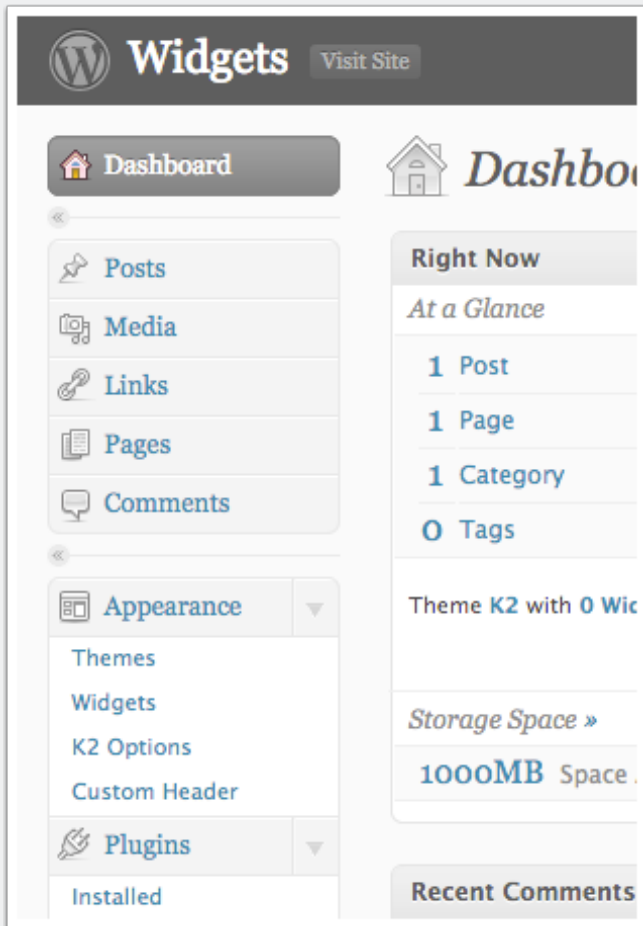 Widgets Visit Site
Dashboard
Posts
Media
Links
Pages
Comments
Appearance
Themes
Widgets
K2 Options
Custom Header
Plugins
Installed
Dashbo
Right Now
At a Glance
1 Post
1 Page
1 Category
0 Tags
Theme K2 with 0 Wid
Storage Space »
1000MB Space
Recent Comments